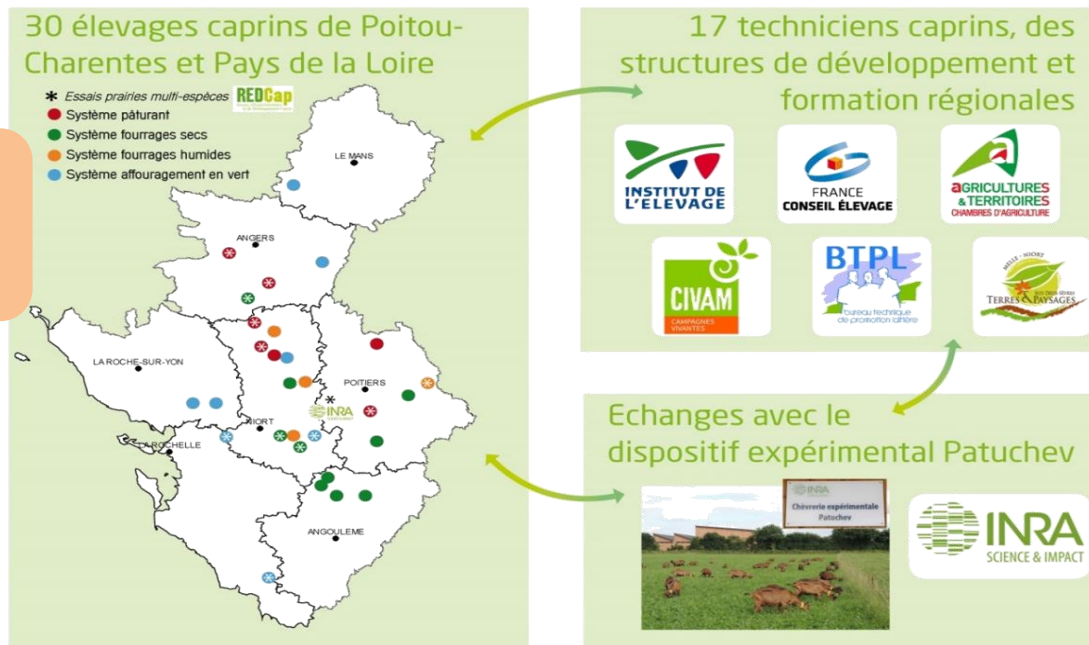 30 élevages caprins de Poitou-
Charentes et Pays de la Loire
* Essais prairies multi-espèces REDCap
Système pâturant
Système fourrages secs
Système fourrages humides
Système affouragement en vert
LE MANS
ANGERS
LA ROCHE-SUR-YON
POITIERS
INRA
NIORT
LA ROCHELLE
ANGOULEME
17 techniciens caprins, des
structures de développement et
formation régionales
INSTITUT DE
L'ELEVAGE
FRANCE
CONSEIL ÉLEVAGE
aGRICULTURES
& TERRITOIRES
CHAMBRES D'AGRICULTURE
CIVAM
CAMPAGNES
VIVANTES
BTPL
bureau technique
de promotion laitière
MELLE - NIORT
TERRES & PAYSAGES
Echanges avec le
dispositif expérimental Patuchev
INRA
Chèvrerie expérimentale
Patuchev
INRA
SCIENCE & IMPACT